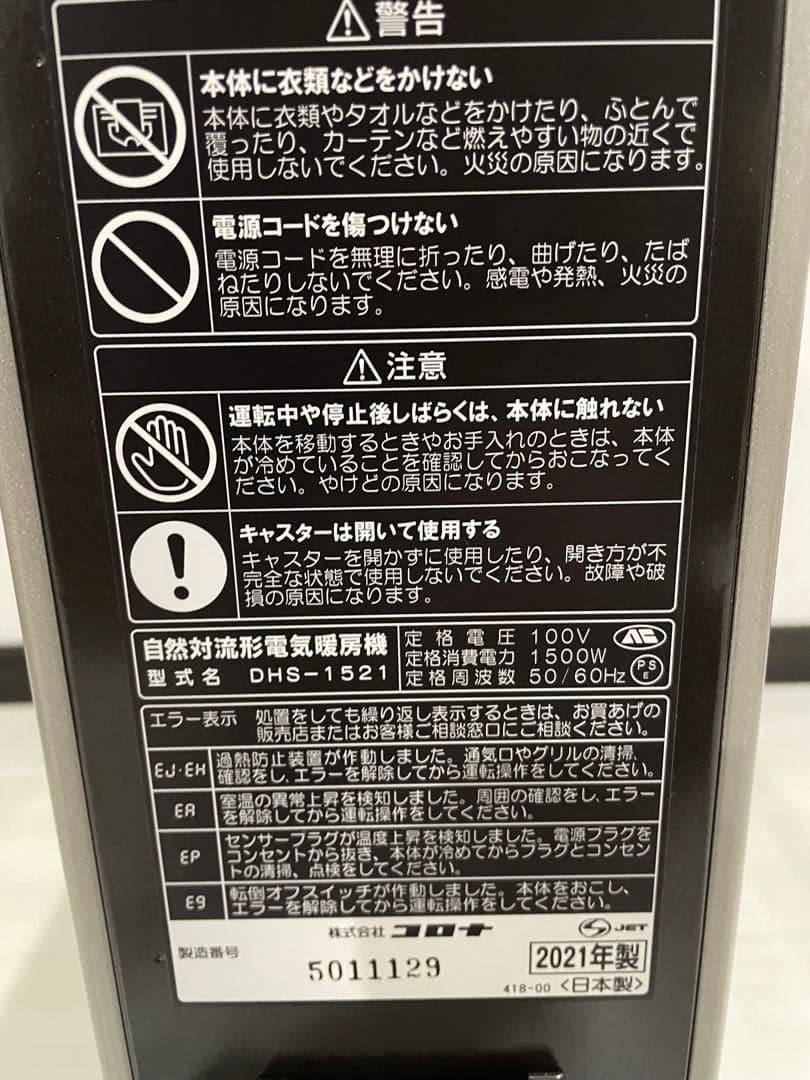 警告
本体に衣類などをかけない
本体に衣類やタオルなどをかけたり、ふとんで
覆ったり、カーテンなど燃えやすい物の近くで
使用しないでください。火災の原因になります。
電源コードを傷つけない
電源コードを無理に折ったり、曲げたり、たば
ねたりしないでください。感電や発熱、火災の
原因になります。
注意
運転中や停止後しばらくは、本体に触れない
本体を移動するときやお手入れのときは、本体
が冷めていることを確認してからおこなってく
ださい。やけどの原因になります。
キャスターは開いて使用する
キャスターを開かずに使用したり、開き方が不
完全な状態で使用しないでください。故障や破
損の原因になります。
自然対流形電気暖房機
型式名 DHS-1521
定格電圧 100V
定格消費電力 1500W
定格周波数 50/60Hz
PSE
エラー表示 処置をしても繰り返し表示するときは、お買あげの
販売店またはお客様ご相談窓口にご相談ください。
EJ・EH 過熱防止装置が作動しました。通気口やグリルの清掃、
確認をし、エラーを解除してから運転操作をしてください。
EA 室温の異常上昇を検知しました。周囲の確認をし、エラー
を解除してから運転操作をしてください。
EP センサープラグが温度上昇を検知しました。電源プラグを
コンセントから抜き、本体が冷めてからプラグとコンセン
トの清掃、点検をしてください。
E9 転倒オフスイッチが作動しました。本体をおこし、
エラーを解除してから運転操作をしてください。
株式会社 コロナ
JET
製造番号 5011129
2021年製
418-00 <日本製>